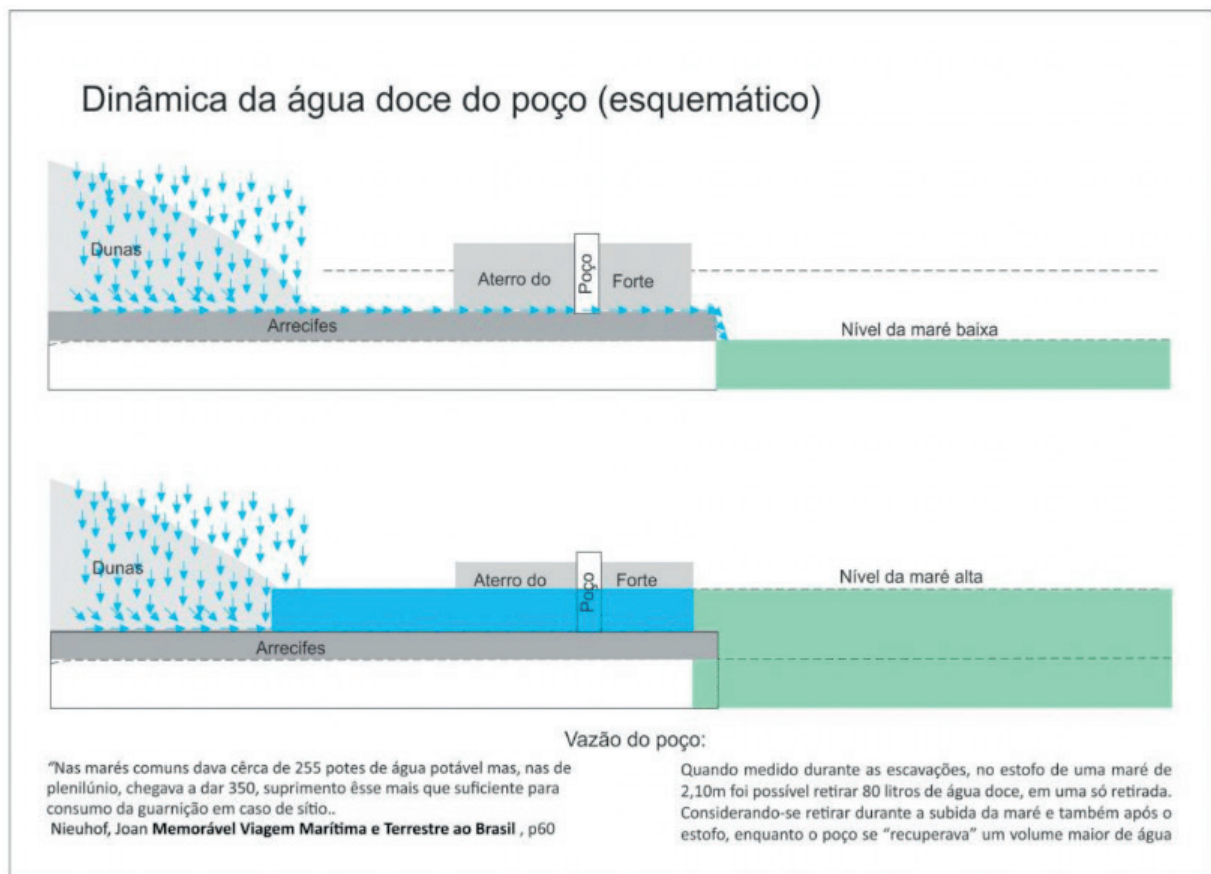 Dinâmica da água doce do poço (esquemático)
Dunas
Aterro do
Poço
Forte
Arrecifes
Nível da maré baixa
Dunas
Aterro do
Poço
Forte
Nível da maré alta
Arrecifes
Vazão do poço:
"Nas marés comuns dava cêrca de 255 potes de água potável mas, nas de
plenilúnio, chegava a dar 350, suprimento êsse mais que suficiente para
consumo da guarnição em caso de sítio..
Nieuhof, Joan Memorável Viagem Marítima e Terrestre ao Brasil , p60
Quando medido durante as escavações, no estofo de uma maré de
2,10m foi possível retirar 80 litros de água doce, em uma só retirada.
Considerando-se retirar durante a subida da maré e também após o
estofo, enquanto o poço se “recuperava” um volume maior de água